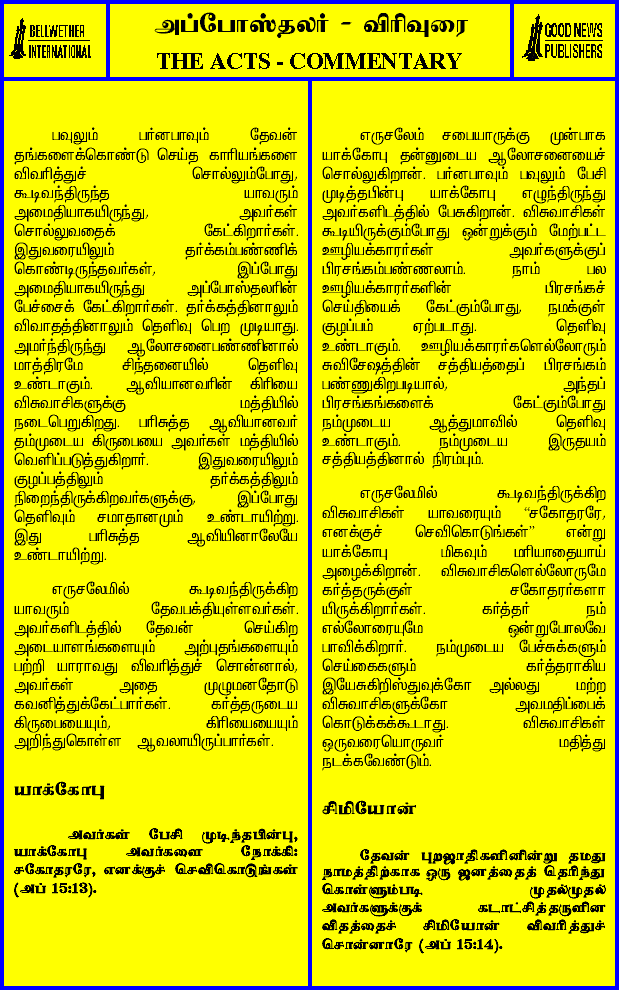 BELLWETHER
INTERNATIONAL
அப்போஸ்தலர் - விரிவுரை
THE ACTS - COMMENTARY
GOOD NEWS
PUBLISHERS
பவுலும் பர்னபாவும் தேவன்
தங்களைக்கொண்டு செய்த காரியங்களை
விவரித்துச் சொல்லும்போது,
கூடிவந்திருந்த யாவரும்
அமைதியாகயிருந்து, அவர்கள்
சொல்லுவதைக் கேட்கிறார்கள்.
இதுவரையிலும் தர்க்கம்பண்ணிக்
கொண்டிருந்தவர்கள், இப்போது
அமைதியாகயிருந்து அப்போஸ்தலரின்
பேச்சைக் கேட்கிறார்கள். தர்க்கத்தினாலும்
விவாதத்தினாலும் தெளிவு பெற முடியாது.
அமர்ந்திருந்து ஆலோசனைபண்ணினால்
மாத்திரமே சிந்தனையில் தெளிவு
உண்டாகும். ஆவியானவரின் கிரியை
விசுவாசிகளுக்கு மத்தியில்
நடைபெறுகிறது. பரிசுத்த ஆவியானவர்
தம்முடைய கிருபையை அவர்கள் மத்தியில்
வெளிப்படுத்துகிறார். இதுவரையிலும்
குழப்பத்திலும் தர்க்கத்திலும்
நிறைந்திருக்கிறவர்களுக்கு, இப்போது
தெளிவும் சமாதானமும் உண்டாயிற்று.
இது பரிசுத்த ஆவியினாலேயே
உண்டாயிற்று.
எருசலேமில் கூடிவந்திருக்கிற
யாவரும் தேவபக்தியுள்ளவர்கள்.
அவர்களிடத்தில் தேவன் செய்கிற
அடையாளங்களையும் அற்புதங்களையும்
பற்றி யாராவது விவரித்துச் சொன்னால்,
அவர்கள் அதை முழுமனதோடு
கவனித்துக்கேட்பார்கள். கர்த்தருடைய
கிருபையையும், கிரியையையும்
அறிந்துகொள்ள ஆவலாயிருப்பார்கள்.
யாக்கோபு
அவர்கள் பேசி முடிந்தபின்பு,
யாக்கோபு அவர்களை நோக்கி:
சகோதரரே, எனக்குச் செவிகொடுங்கள்
(அப் 15:13).
எருசலேம் சபையாருக்கு முன்பாக
யாக்கோபு தன்னுடைய ஆலோசனையைச்
சொல்லுகிறான். பர்னபாவும் பவுலும் பேசி
முடித்தபின்பு யாக்கோபு எழுந்திருந்து
அவர்களிடத்தில் பேசுகிறான். விசுவாசிகள்
கூடியிருக்கும்போது ஒன்றுக்கும் மேற்பட்ட
ஊழியக்காரர்கள் அவர்களுக்குப்
பிரசங்கம்பண்ணலாம். நாம் பல
ஊழியக்காரர்களின் பிரசங்கச்
செய்தியைக் கேட்கும்போது, நமக்குள்
குழப்பம் ஏற்படாது. தெளிவு
உண்டாகும். ஊழியக்காரர்களெல்லோரும்
சுவிசேஷத்தின் சத்தியத்தைப் பிரசங்கம்
பண்ணுகிறபடியால், அந்தப்
பிரசங்கங்களைக் கேட்கும்போது
நம்முடைய ஆத்துமாவில் தெளிவு
உண்டாகும். நம்முடைய இருதயம்
சத்தியத்தினால் நிரம்பும்.
எருசலேமில் கூடிவந்திருக்கிற
விசுவாசிகள் யாவரையும் “சகோதரரே,
எனக்குச் செவிகொடுங்கள்” என்று
யாக்கோபு மிகவும் மரியாதையாய்
அழைக்கிறான். விசுவாசிகளெல்லோருமே
கர்த்தருக்குள் சகோதரர்களா
யிருக்கிறார்கள். கர்த்தர் நம்
எல்லோரையுமே ஒன்றுபோலவே
பாவிக்கிறார். நம்முடைய பேச்சுக்களும்
செய்கைகளும் கர்த்தராகிய
இயேசுகிறிஸ்துவுக்கோ அல்லது மற்ற
விசுவாசிகளுக்கோ அவமதிப்பைக்
கொடுக்கக்கூடாது. விசுவாசிகள்
ஒருவரையொருவர் மதித்து
நடக்கவேண்டும்.
சிமியோன்
தேவன் புறஜாதிகளினின்று தமது
நாமத்திற்காக ஒரு ஜனத்தைத் தெரிந்து
கொள்ளும்படி முதல்முதல்
அவர்களுக்குக் கடாட்சித்தருளின
விதத்தைச் சிமியோன் விவரித்துச்
சொன்னாரே (அப் 15:14).